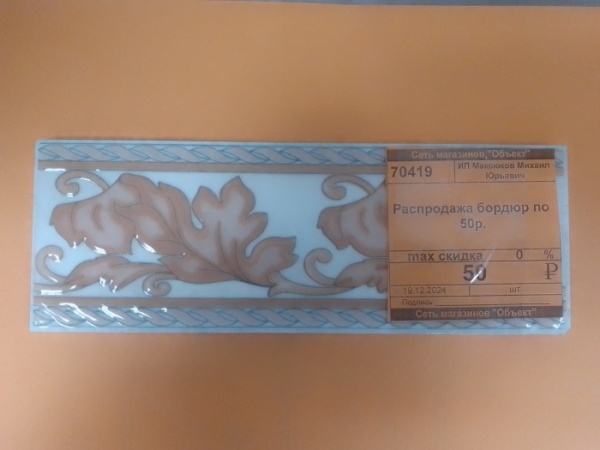 Сеть магазинов "Объект"
70419
ИП Максюков Михаил
Юрьевич
Распродажа бордюр по
50р.
max скидка 0 %
50 ₽
19.12.2024 шт.
Подпись
Сеть магазинов "Объект"